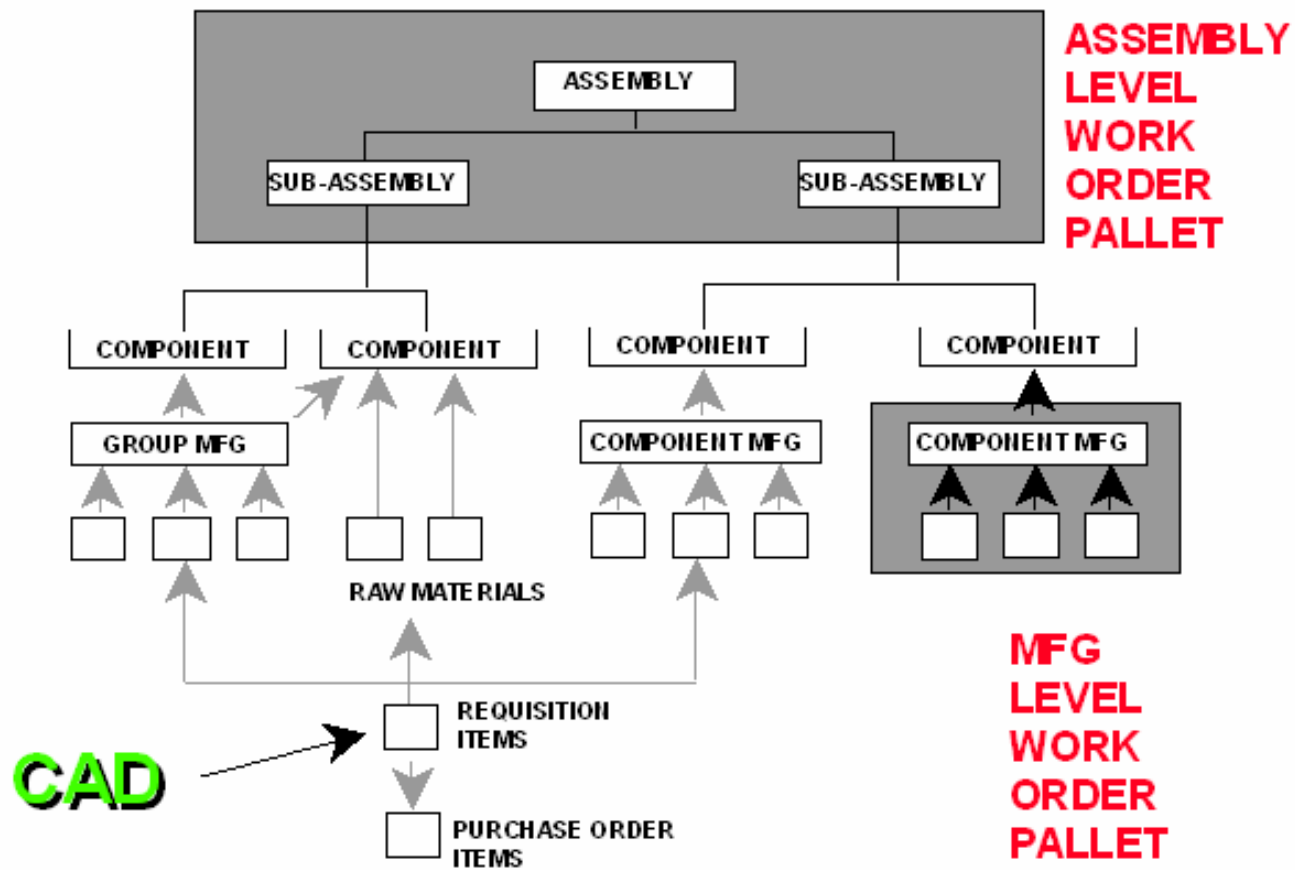 ASSEMBLY
LEVEL
WORK
ORDER
PALLET
ASSEMBLY
SUB-ASSEMBLY
SUB-ASSEMBLY
COMPONENT
COMPONENT
COMPONENT
COMPONENT
GROUP MFG
COMPONENT MFG
COMPONENT MFG
RAW MATERIALS
MFG
LEVEL
WORK
ORDER
PALLET
REQUISITION
ITEMS
CAD
PURCHASE ORDER
ITEMS